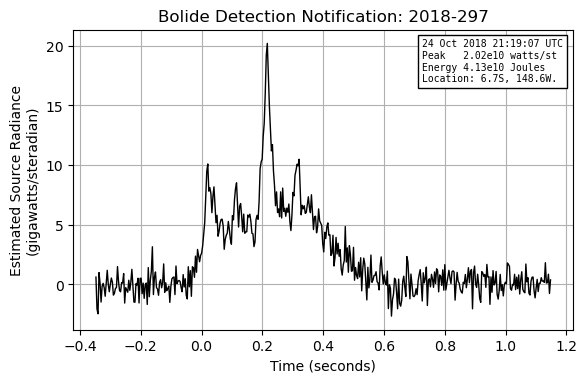 Bolide Detection Notification: 2018-297
24 Oct 2018 21:19:07 UTC
Peak   2.02e10 watts/st
Energy 4.13e10 Joules
Location: 6.7S, 148.6W.
Estimated Source Radiance
(gigawatts/steradian)
20
15
10
5
0
−0.4 −0.2 0.0 0.2 0.4 0.6 0.8 1.0 1.2
Time (seconds)